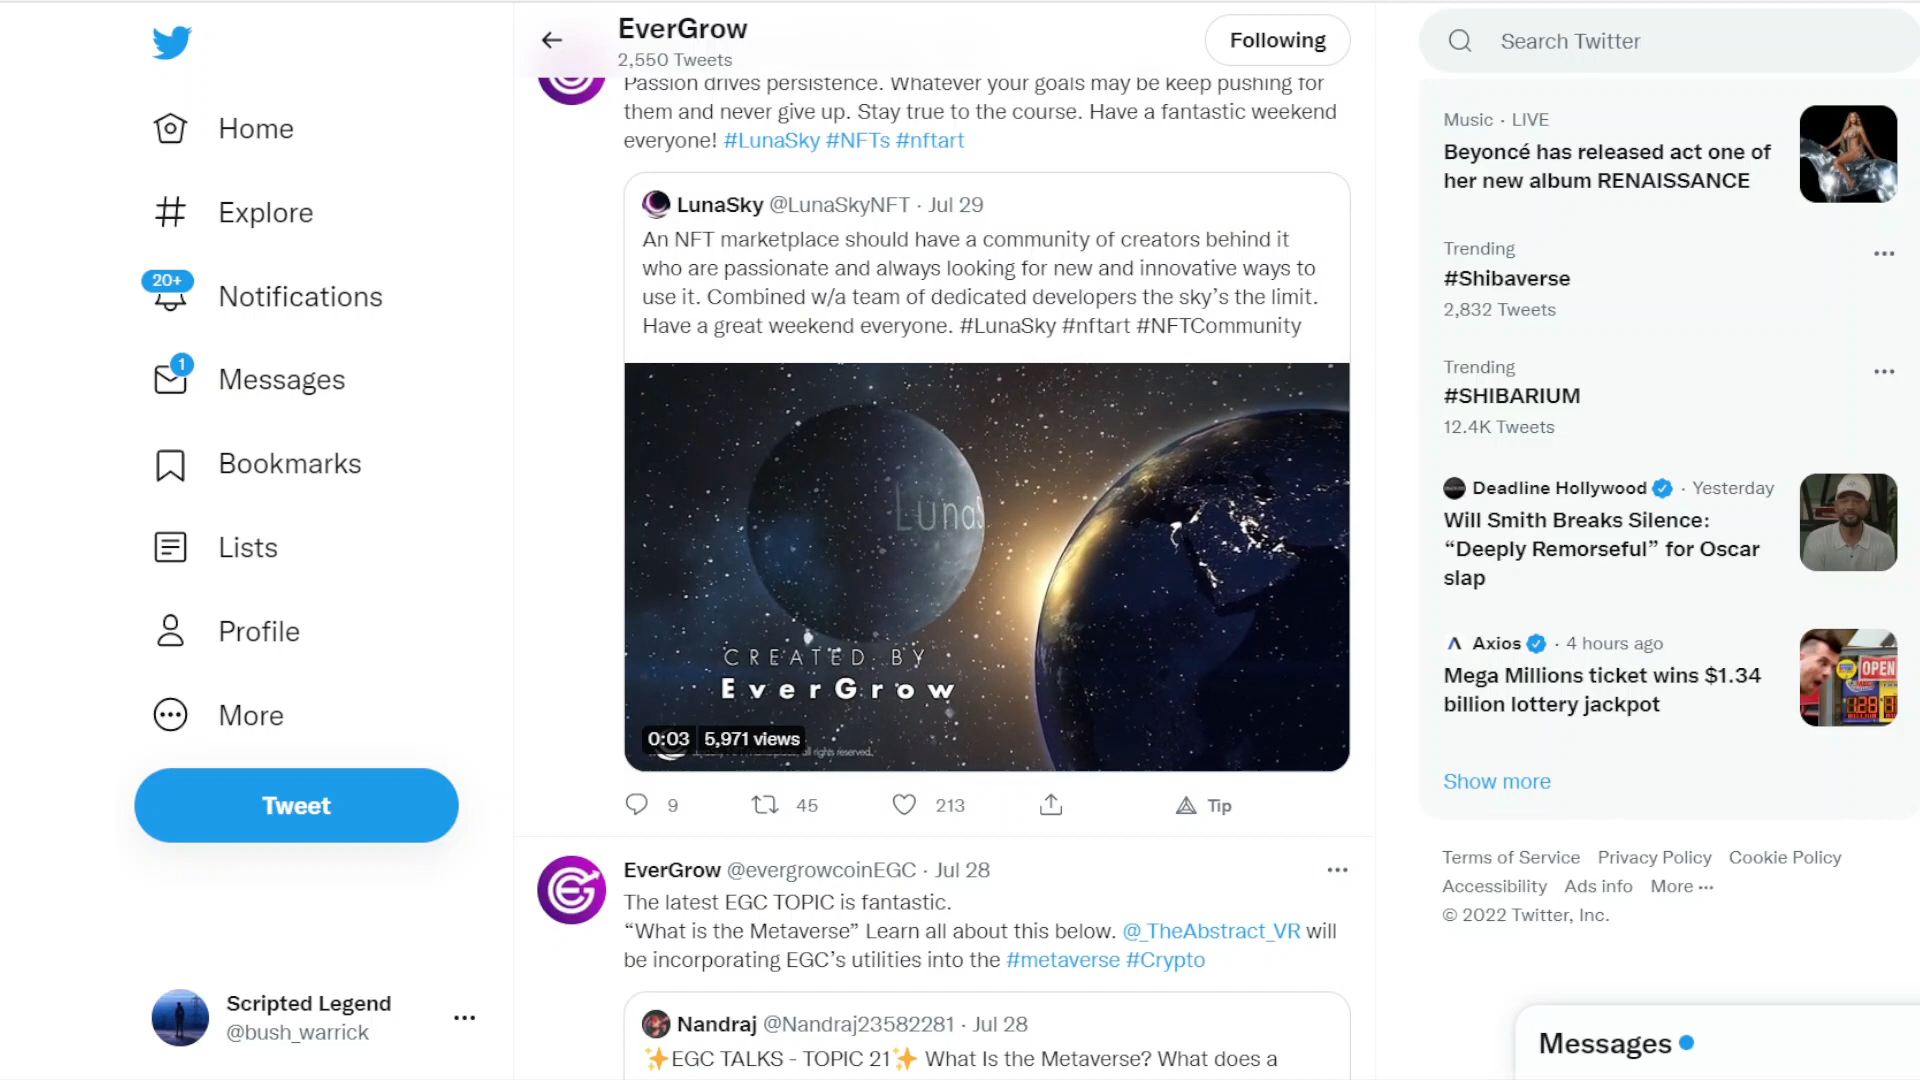 Home
Explore
20+
Notifications
1
Messages
Bookmarks
Lists
Profile
More
Tweet
Scripted Legend
@bush_warrick
EverGrow
2,550 Tweets
Following
Passion drives persistence. Whatever your goals may be keep pushing for
them and never give up. Stay true to the course. Have a fantastic weekend
everyone! #LunaSky #NFTs #nftart
LunaSky @LunaSkyNFT · Jul 29
An NFT marketplace should have a community of creators behind it
who are passionate and always looking for new and innovative ways to
use it. Combined w/a team of dedicated developers the sky’s the limit.
Have a great weekend everyone. #LunaSky #nftart #NFTCommunity
LunaS
CREATED BY
EverGrow
0:03 5,971 views
all rights reserved.
9 45 213 Tip
EverGrow @evergrowcoinEGC · Jul 28
The latest EGC TOPIC is fantastic.
“What is the Metaverse” Learn all about this below. @_TheAbstract_VR will
be incorporating EGC’s utilities into the #metaverse #Crypto
Nandraj @Nandraj23582281 · Jul 28
✨EGC TALKS - TOPIC 21✨ What Is the Metaverse? What does a
Search Twitter
Music · LIVE
Beyoncé has released act one of
her new album RENAISSANCE
Trending
#Shibaverse
2,832 Tweets
Trending
#SHIBARIUM
12.4K Tweets
Deadline Hollywood · Yesterday
Will Smith Breaks Silence:
“Deeply Remorseful” for Oscar
slap
Axios · 4 hours ago
Mega Millions ticket wins $1.34
billion lottery jackpot
OPEN
Show more
Terms of Service Privacy Policy Cookie Policy
Accessibility Ads info More ···
© 2022 Twitter, Inc.
Messages